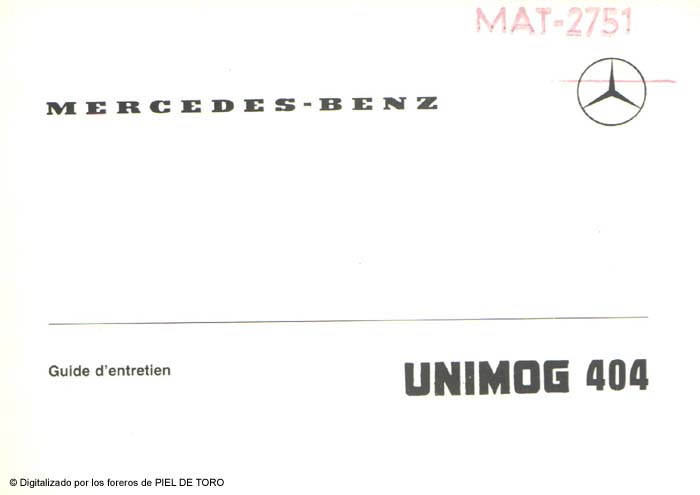 MAT-2751
MERCEDES-BENZ
Guide d'entretien
UNIMOG 404
© Digitalizado por los foreros de PIEL DE TORO